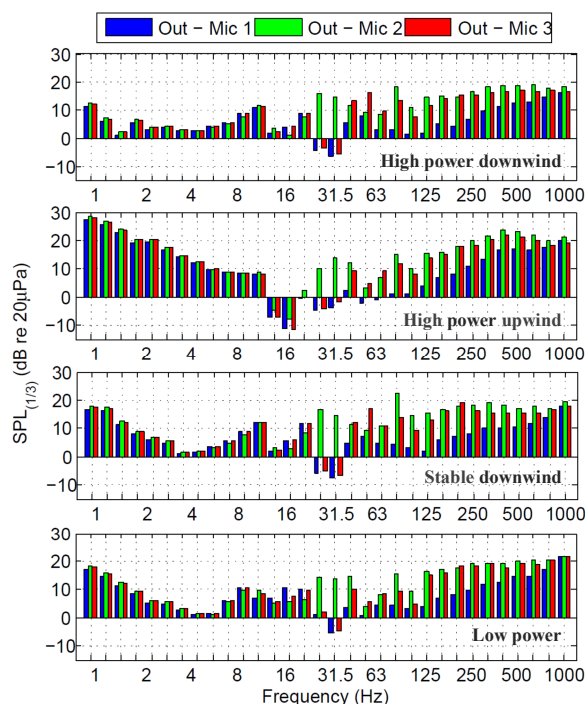 Out − Mic 1 Out − Mic 2 Out − Mic 3
30
20
10
0
−10
High power downwind
1 2 4 8 16 31.5 63 125 250 500 1000
30
20
10
0
−10
High power upwind
1 2 4 8 16 31.5 63 125 250 500 1000
SPL(1/3) (dB re 20µPa)
30
20
10
0
−10
Stable downwind
1 2 4 8 16 31.5 63 125 250 500 1000
30
20
10
0
−10
Low power
1 2 4 8 16 31.5 63 125 250 500 1000
Frequency (Hz)